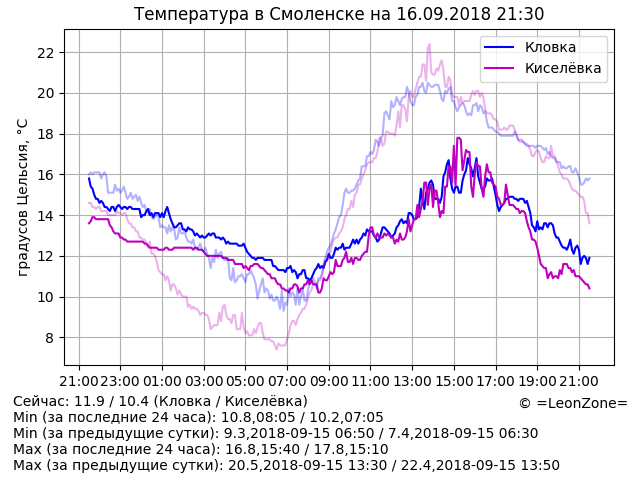 Температура в Смоленске на 16.09.2018 21:30
Кловка
Киселёвка
градусов Цельсия, °C
22
20
18
16
14
12
10
8
21:00 23:00 01:00 03:00 05:00 07:00 09:00 11:00 13:00 15:00 17:00 19:00 21:00
Сейчас: 11.9 / 10.4 (Кловка / Киселёвка)
© =LeonZone=
Min (за последние 24 часа): 10.8,08:05 / 10.2,07:05
Min (за предыдущие сутки): 9.3,2018-09-15 06:50 / 7.4,2018-09-15 06:30
Max (за последние 24 часа): 16.8,15:40 / 17.8,15:10
Max (за предыдущие сутки): 20.5,2018-09-15 13:30 / 22.4,2018-09-15 13:50